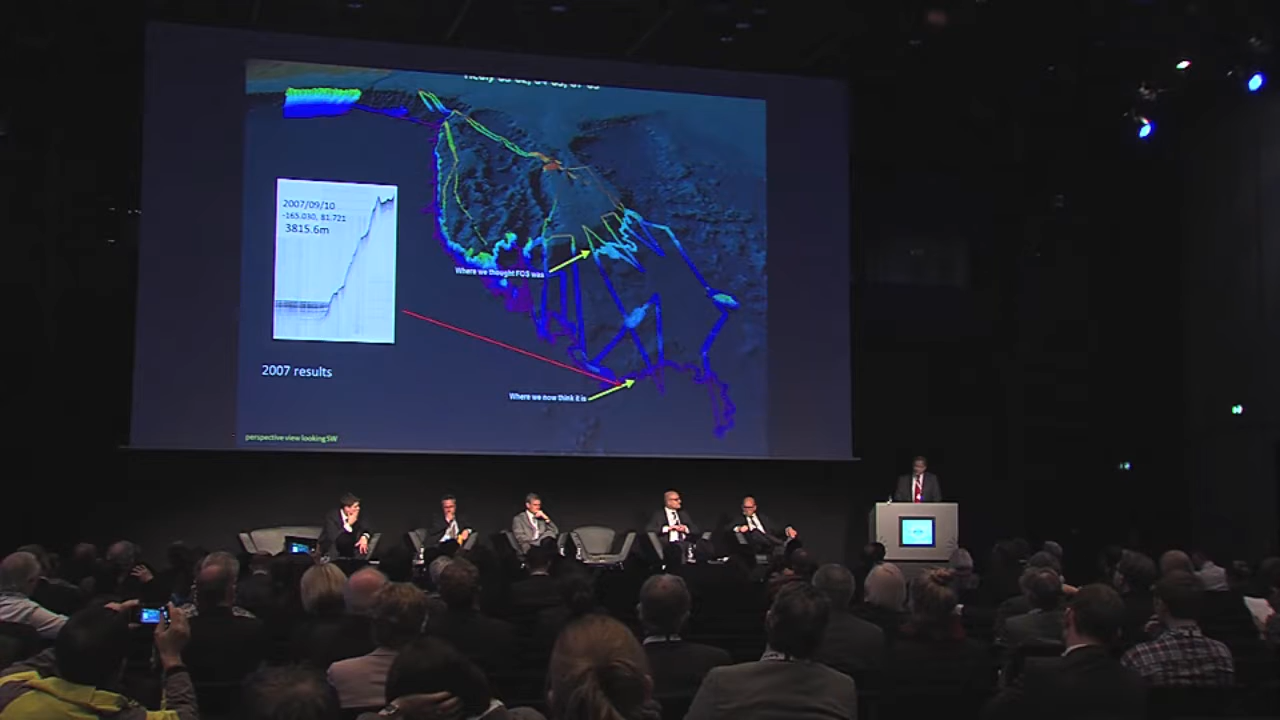 2007/09/10
-165.030, 81.721
3815.6m
Where we thought FOS was
2007 results
Where we now think it is
perspective view looking SW